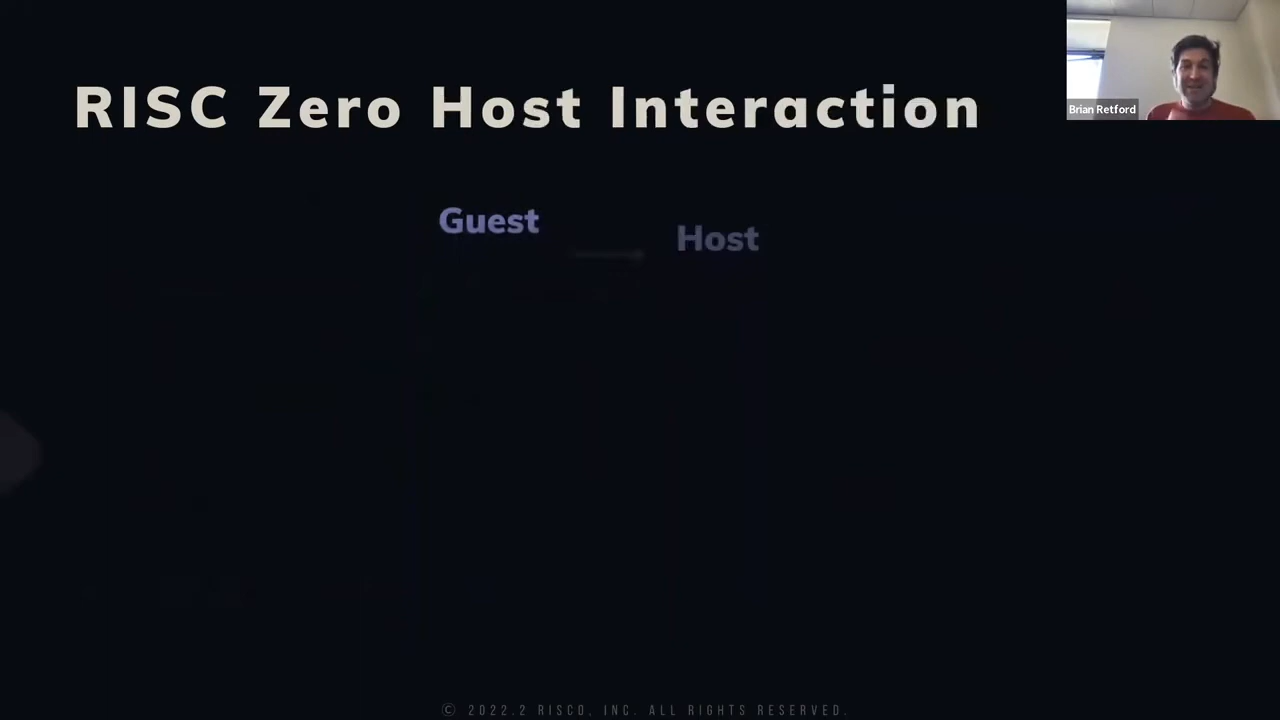 RISC Zero Host Interaction
Brian Retford
Guest
Host
© 2022.2 RISC0, INC. ALL RIGHTS RESERVED.